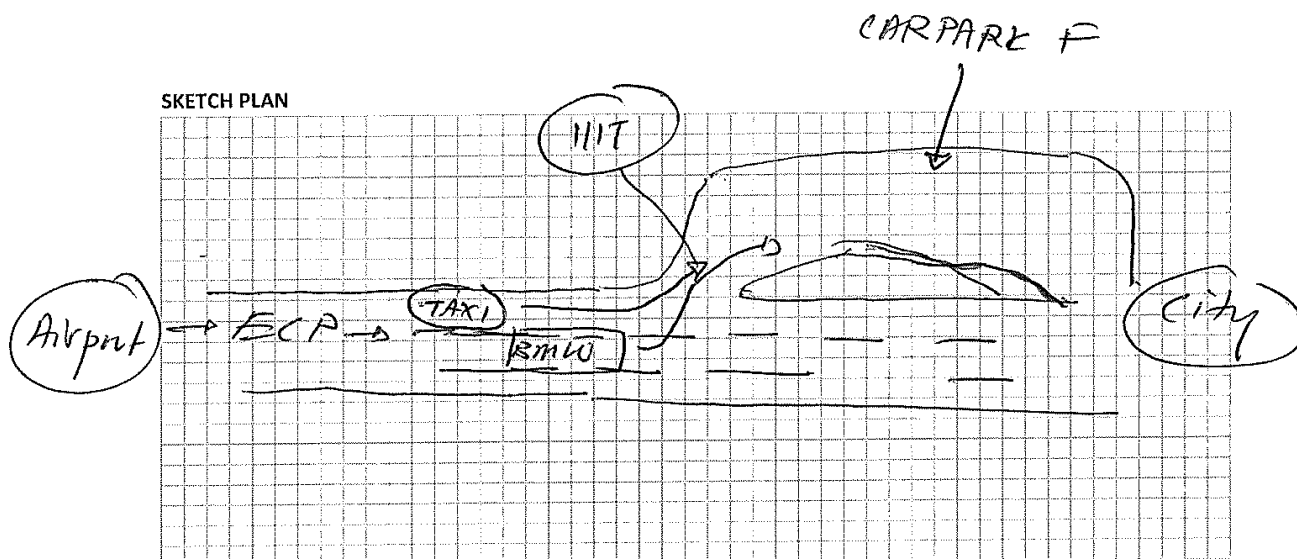 CARPARK F
SKETCH PLAN
HIT
Airport
ECP
TAXI
BMW
City